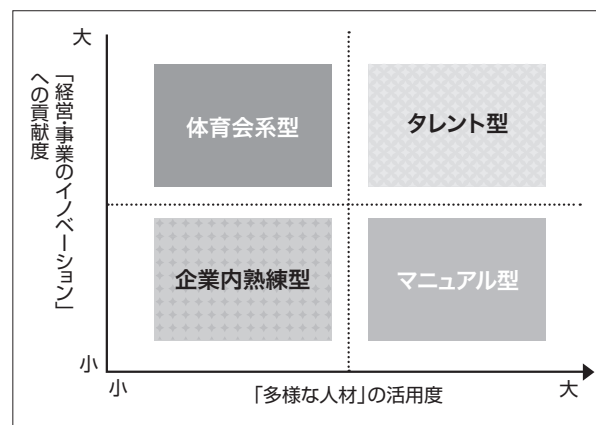 大
「経営・事業のイノベーション」
への貢献度
体育会系型
タレント型
企業内熟練型
マニュアル型
小
小
「多様な人材」の活用度
大